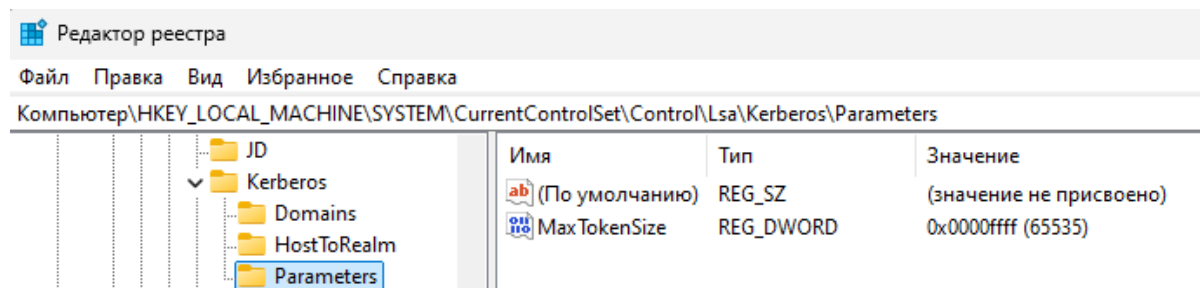 Редактор реестра
Файл Правка Вид Избранное Справка
Компьютер\HKEY_LOCAL_MACHINE\SYSTEM\CurrentControlSet\Control\Lsa\Kerberos\Parameters
JD
Kerberos
Domains
HostToRealm
Parameters
Имя Тип Значение
(По умолчанию) REG_SZ (значение не присвоено)
MaxTokenSize REG_DWORD 0x0000ffff (65535)